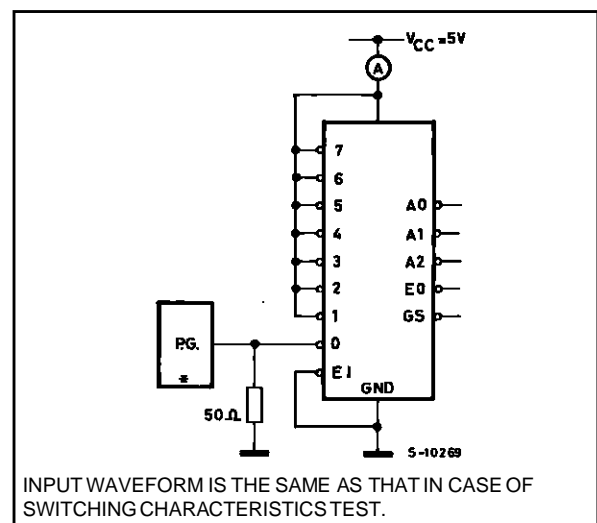 VCC =5V
A
7
6
5
4
3
2
1
0
EI
A0
A1
A2
E0
GS
GND
P.G.
*
50Ω
S-10269
INPUT WAVEFORM IS THE SAME AS THAT IN CASE OF
SWITCHING CHARACTERISTICS TEST.